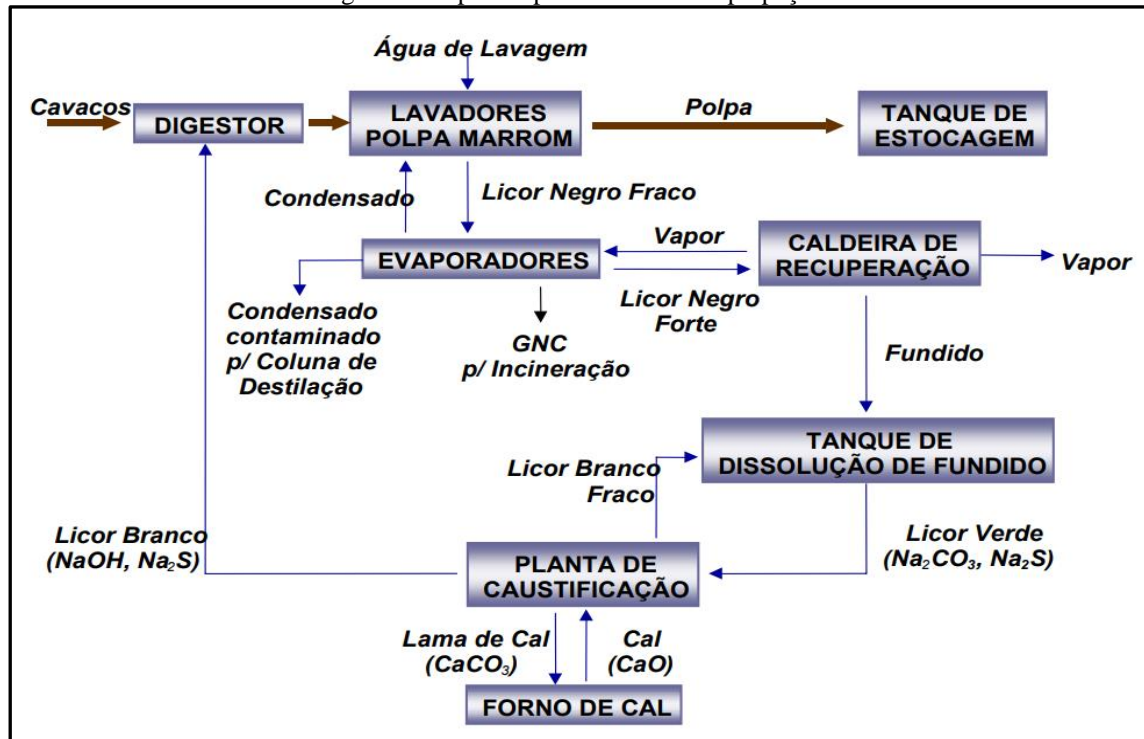 Água de Lavagem
Cavacos
DIGESTOR
LAVADORES
POLPA MARROM
Polpa
TANQUE DE
ESTOCAGEM
Condensado
Licor Negro Fraco
EVAPORADORES
Vapor
CALDEIRA DE
RECUPERAÇÃO
Vapor
Licor Negro
Forte
Condensado
contaminado
p/ Coluna de
Destilação
GNC
p/ Incineração
Fundido
TANQUE DE
DISSOLUÇÃO DE FUNDIDO
Licor Branco
Fraco
Licor Branco
(NaOH, Na₂S)
Licor Verde
(Na₂CO₃, Na₂S)
PLANTA DE
CAUSTIFICAÇÃO
Lama de Cal
(CaCO₃)
Cal
(CaO)
FORNO DE CAL